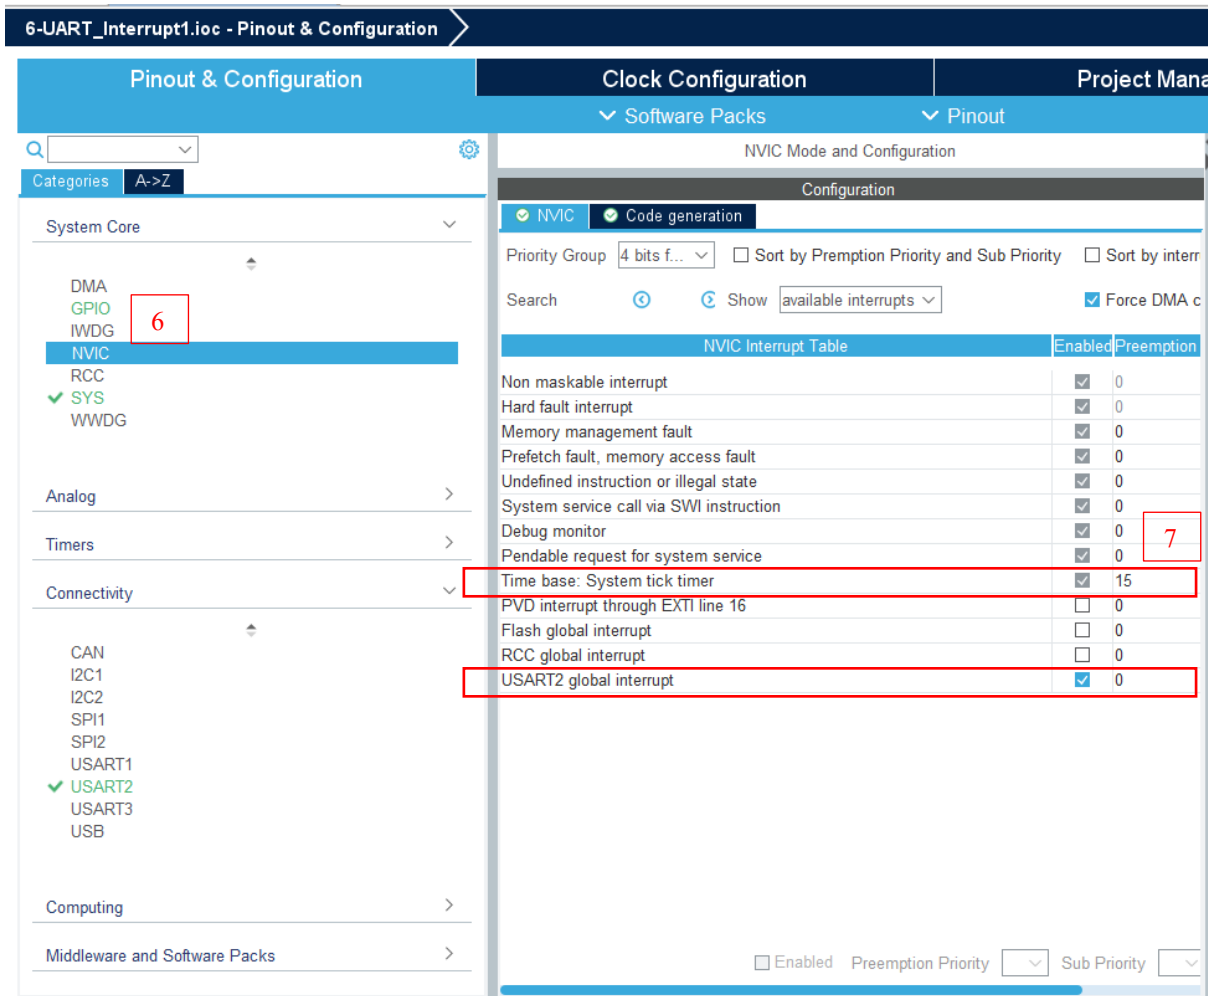 6-UART_Interrupt1.ioc - Pinout & Configuration
Pinout & Configuration
Clock Configuration
Project Mana
Software Packs
Pinout
Categories
A->Z
System Core
DMA
GPIO
IWDG
NVIC
RCC
SYS
WWDG
6
Analog
Timers
Connectivity
CAN
I2C1
I2C2
SPI1
SPI2
USART1
USART2
USART3
USB
Computing
Middleware and Software Packs
NVIC Mode and Configuration
Configuration
NVIC
Code generation
Priority Group 4 bits f... Sort by Premption Priority and Sub Priority Sort by interr
Search Show available interrupts Force DMA c
NVIC Interrupt Table Enabled Preemption
Non maskable interrupt 0
Hard fault interrupt 0
Memory management fault 0
Prefetch fault, memory access fault 0
Undefined instruction or illegal state 0
System service call via SWI instruction 0
Debug monitor 0
7
Pendable request for system service 0
Time base: System tick timer 15
PVD interrupt through EXTI line 16 0
Flash global interrupt 0
RCC global interrupt 0
USART2 global interrupt 0
Enabled Preemption Priority Sub Priority